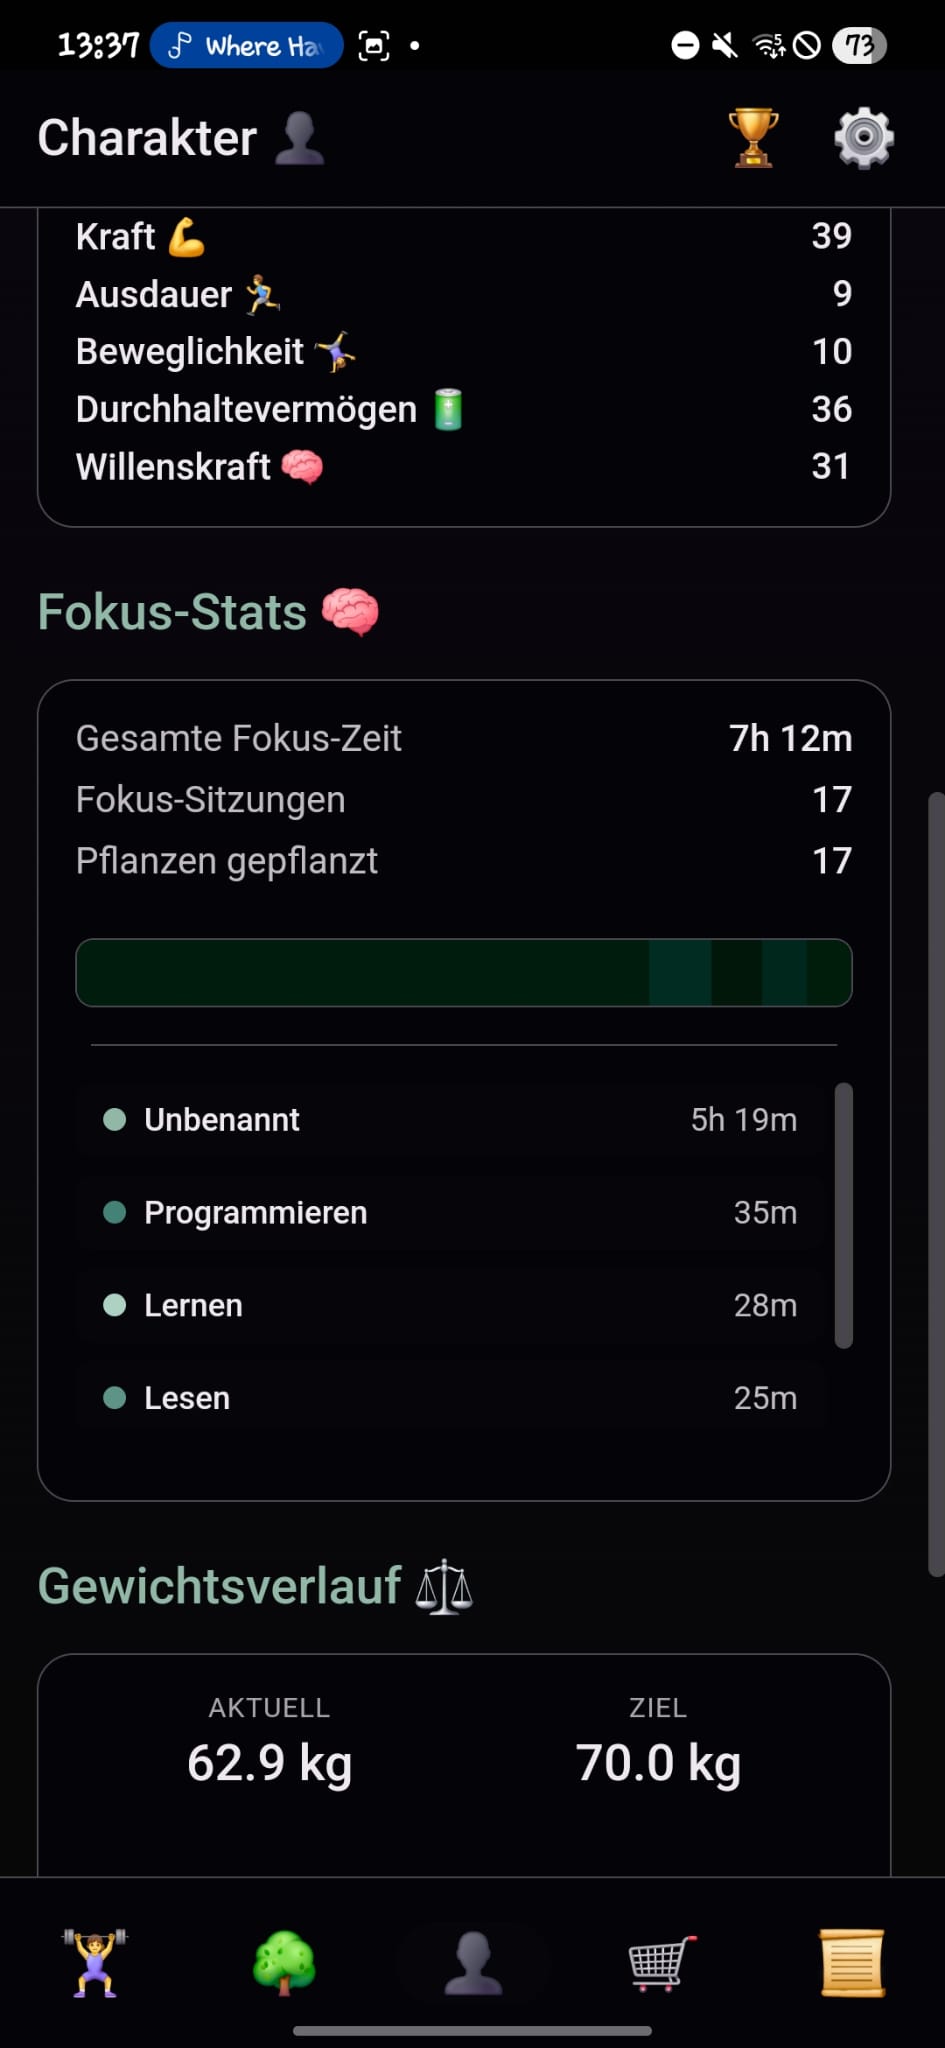 13:37 Where Ha 73
Charakter
Kraft 39
Ausdauer 9
Beweglichkeit 10
Durchhaltevermögen 36
Willenskraft 31
Fokus-Stats
Gesamte Fokus-Zeit 7h 12m
Fokus-Sitzungen 17
Pflanzen gepflanzt 17
Unbenannt 5h 19m
Programmieren 35m
Lernen 28m
Lesen 25m
Gewichtsverlauf
AKTUELL ZIEL
62.9 kg 70.0 kg